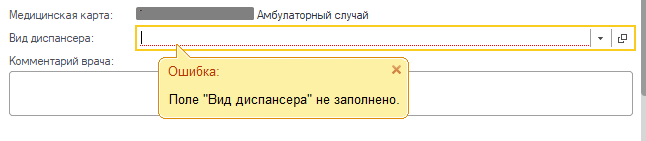 Медицинская карта: Амбулаторный случай
Вид диспансера:
Комментарий врача:
Ошибка:
Поле "Вид диспансера" не заполнено.